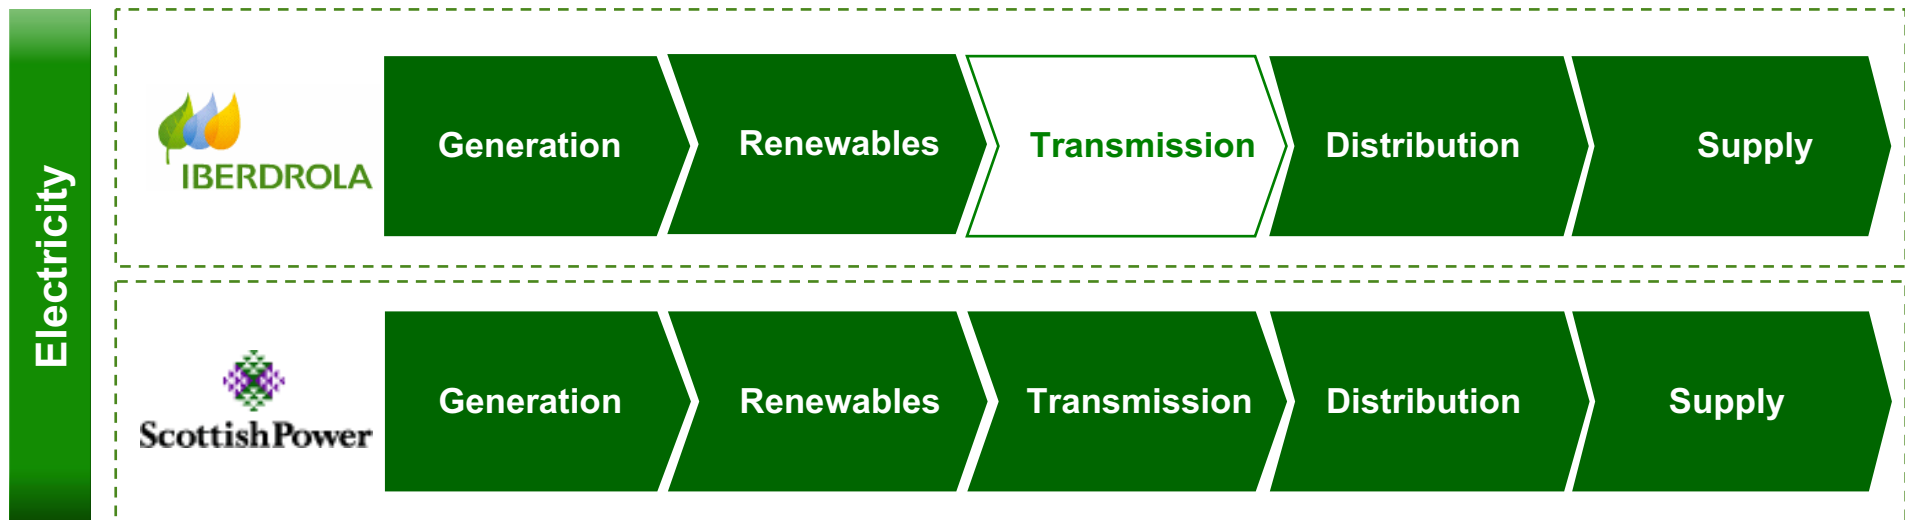 Electricity
IBERDROLA
Generation
Renewables
Transmission
Distribution
Supply
ScottishPower
Generation
Renewables
Transmission
Distribution
Supply